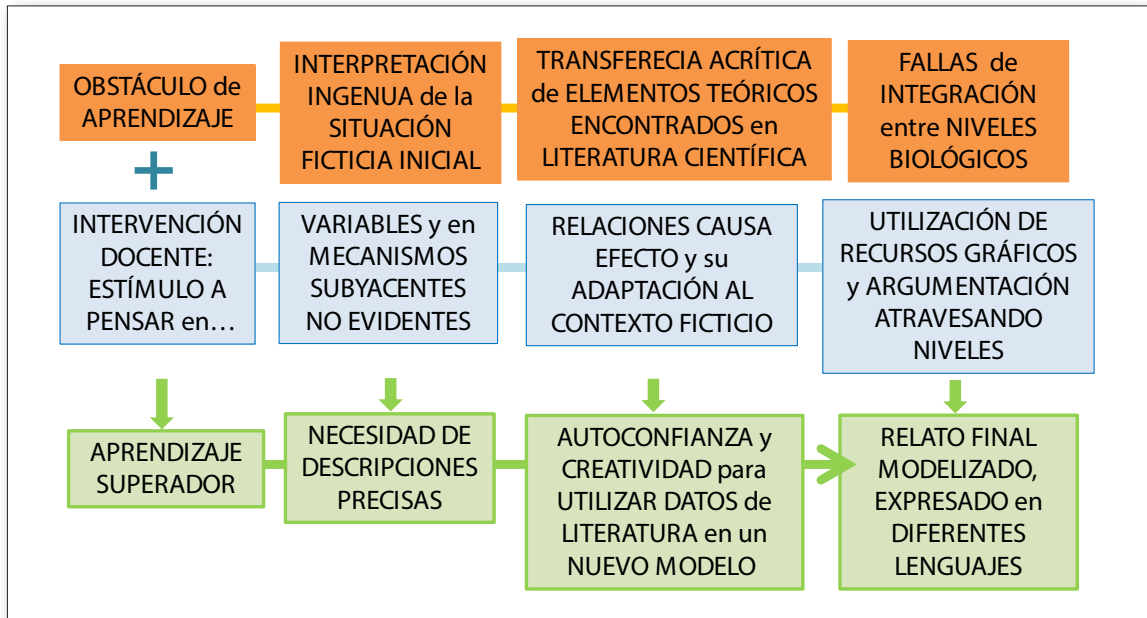 OBSTÁCULO de
APRENDIZAJE
INTERPRETACIÓN
INGENUA de la
SITUACIÓN
FICTICIA INICIAL
TRANSFERECIA ACRÍTICA
de ELEMENTOS TEÓRICOS
ENCONTRADOS en
LITERATURA CIENTÍFICA
FALLAS de
INTEGRACIÓN
entre NIVELES
BIOLÓGICOS
+
INTERVENCIÓN
DOCENTE:
ESTÍMULO A
PENSAR en…
VARIABLES y en
MECANISMOS
SUBYACENTES
NO EVIDENTES
RELACIONES CAUSA
EFECTO y su
ADAPTACIÓN AL
CONTEXTO FICTICIO
UTILIZACIÓN DE
RECURSOS GRÁFICOS
y ARGUMENTACIÓN
ATRAVESANDO
NIVELES
APRENDIZAJE
SUPERADOR
NECESIDAD DE
DESCRIPCIONES
PRECISAS
AUTOCONFIANZA y
CREATIVIDAD para
UTILIZAR DATOS de
LITERATURA en un
NUEVO MODELO
RELATO FINAL
MODELIZADO,
EXPRESADO en
DIFERENTES
LENGUAJES